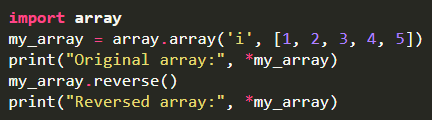 import array
my_array = array.array('i', [1, 2, 3, 4, 5])
print("Original array:", *my_array)
my_array.reverse()
print("Reversed array:", *my_array)